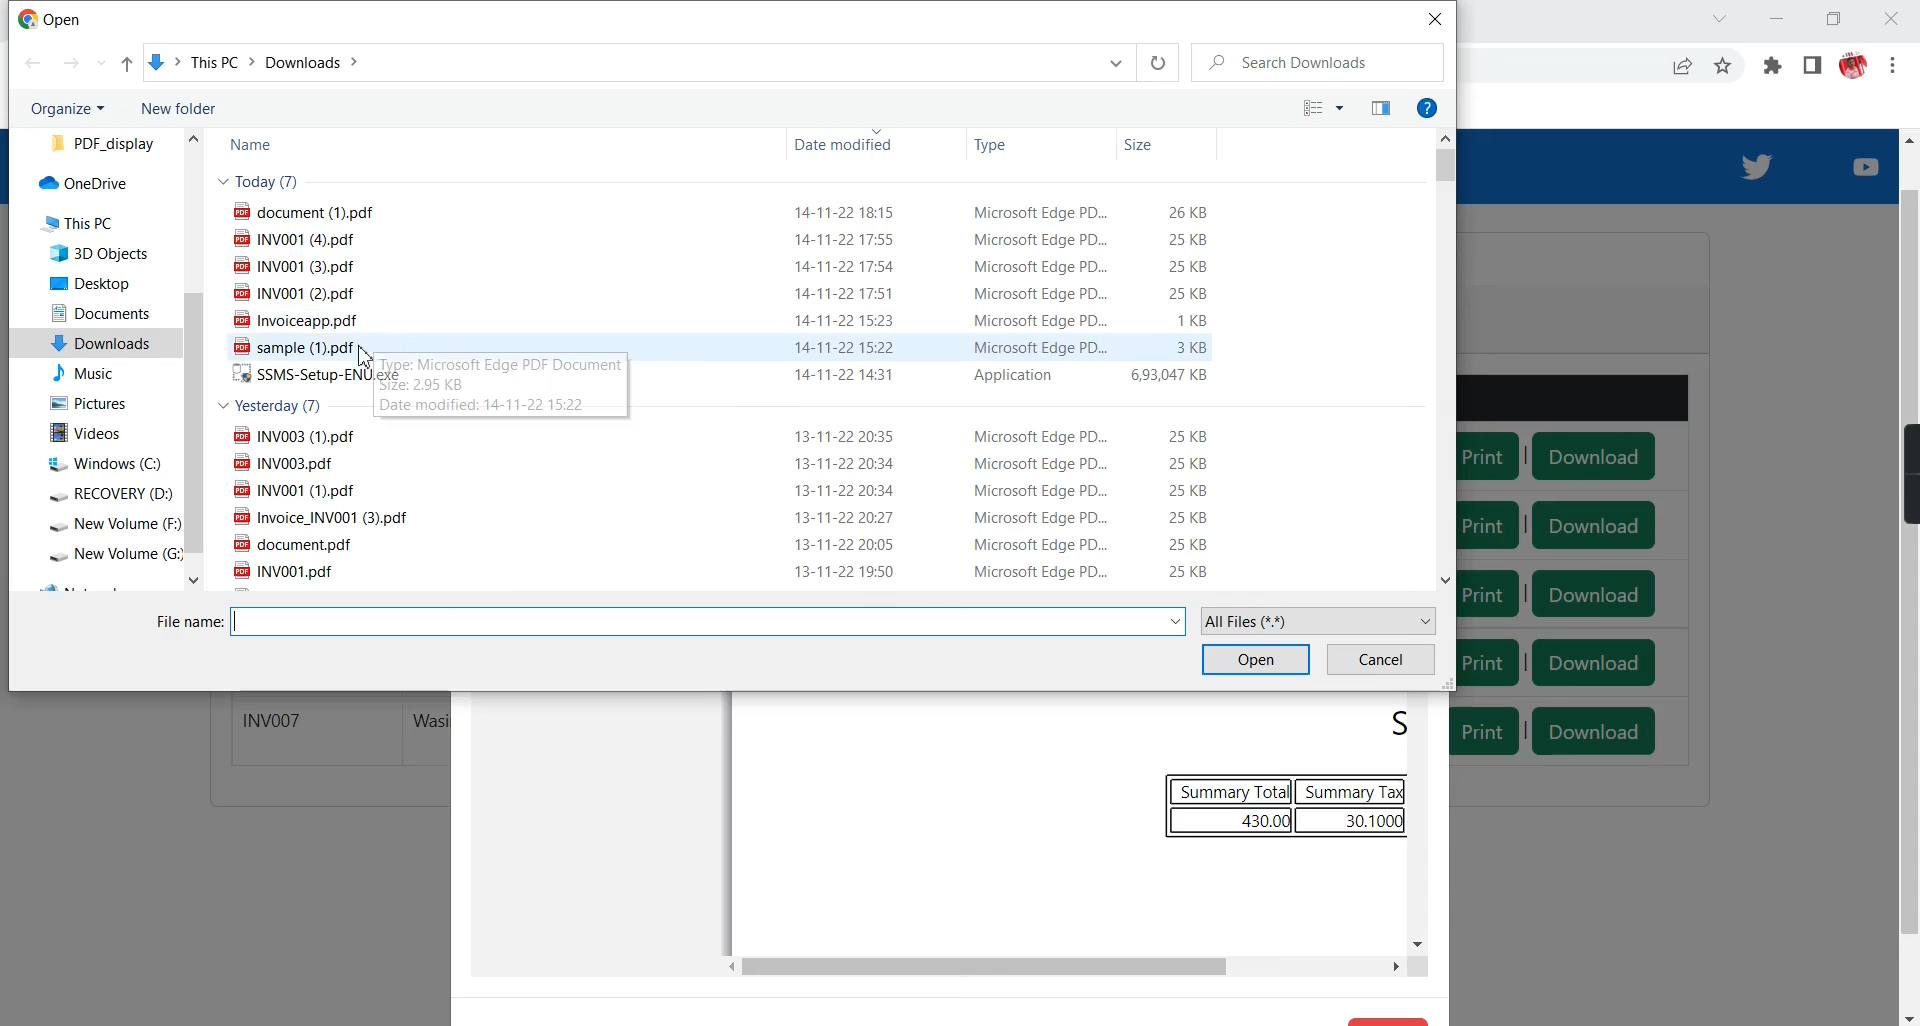 Open
This PC > Downloads >
Search Downloads
Organize
New folder
PDF_display
OneDrive
This PC
3D Objects
Desktop
Documents
Downloads
Music
Pictures
Videos
Windows (C:)
RECOVERY (D:)
New Volume (F:)
New Volume (G:)
Name Date modified Type Size
Today (7)
document (1).pdf 14-11-22 18:15 Microsoft Edge PD... 26 KB
INV001 (4).pdf 14-11-22 17:55 Microsoft Edge PD... 25 KB
INV001 (3).pdf 14-11-22 17:54 Microsoft Edge PD... 25 KB
INV001 (2).pdf 14-11-22 17:51 Microsoft Edge PD... 25 KB
Invoiceapp.pdf 14-11-22 15:23 Microsoft Edge PD... 1 KB
sample (1).pdf 14-11-22 15:22 Microsoft Edge PD... 3 KB
SSMS-Setup-ENU.exe 14-11-22 14:31 Application 6,93,047 KB
Type: Microsoft Edge PDF Document
Size: 2.95 KB
Date modified: 14-11-22 15:22
Yesterday (7)
INV003 (1).pdf 13-11-22 20:35 Microsoft Edge PD... 25 KB
INV003.pdf 13-11-22 20:34 Microsoft Edge PD... 25 KB
INV001 (1).pdf 13-11-22 20:34 Microsoft Edge PD... 25 KB
Invoice_INV001 (3).pdf 13-11-22 20:27 Microsoft Edge PD... 25 KB
document.pdf 13-11-22 20:05 Microsoft Edge PD... 25 KB
INV001.pdf 13-11-22 19:50 Microsoft Edge PD... 25 KB
File name:
All Files (*.*)
Open Cancel
Print | Download
Print | Download
Print | Download
Print | Download
INV007 Wasi Print | Download
S
Summary Total Summary Tax
430.00 30.1000